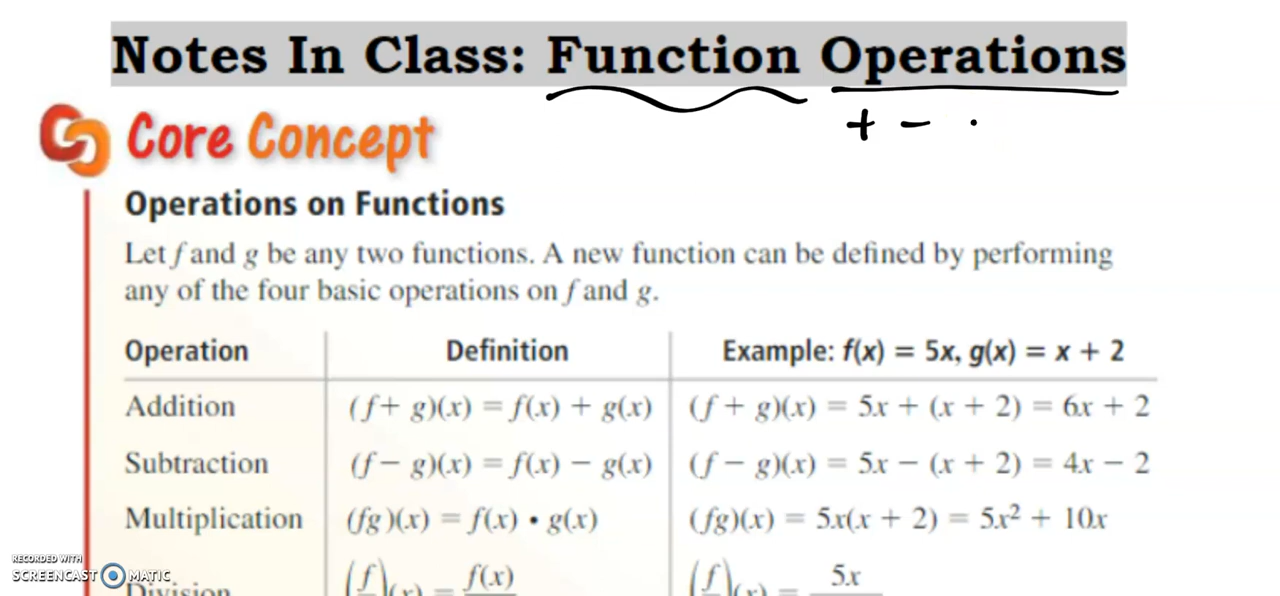 Notes In Class: Function Operations
+ - ·
Core Concept
Operations on Functions
Let f and g be any two functions. A new function can be defined by performing
any of the four basic operations on f and g.
Operation Definition Example: f(x) = 5x, g(x) = x + 2
Addition (f + g)(x) = f(x) + g(x) (f + g)(x) = 5x + (x + 2) = 6x + 2
Subtraction (f − g)(x) = f(x) − g(x) (f − g)(x) = 5x − (x + 2) = 4x − 2
Multiplication (fg)(x) = f(x) • g(x) (fg)(x) = 5x(x + 2) = 5x² + 10x
RECORDED WITH
SCREENCAST MATIC
Division (f)(x) = f(x) (f)(x) = 5x